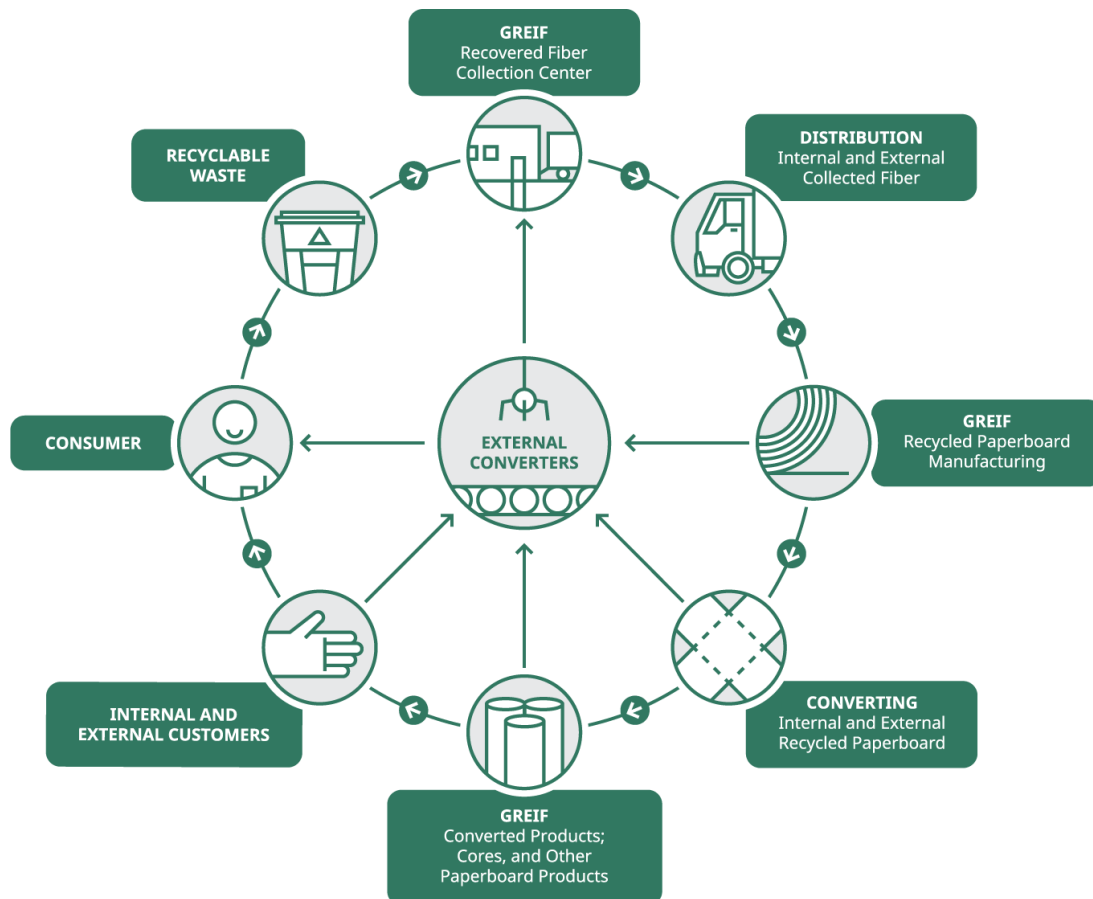 GREIF
Recovered Fiber
Collection Center
DISTRIBUTION
Internal and External
Collected Fiber
GREIF
Recycled Paperboard
Manufacturing
CONVERTING
Internal and External
Recycled Paperboard
GREIF
Converted Products;
Cores, and Other
Paperboard Products
INTERNAL AND
EXTERNAL CUSTOMERS
CONSUMER
RECYCLABLE
WASTE
EXTERNAL
CONVERTERS